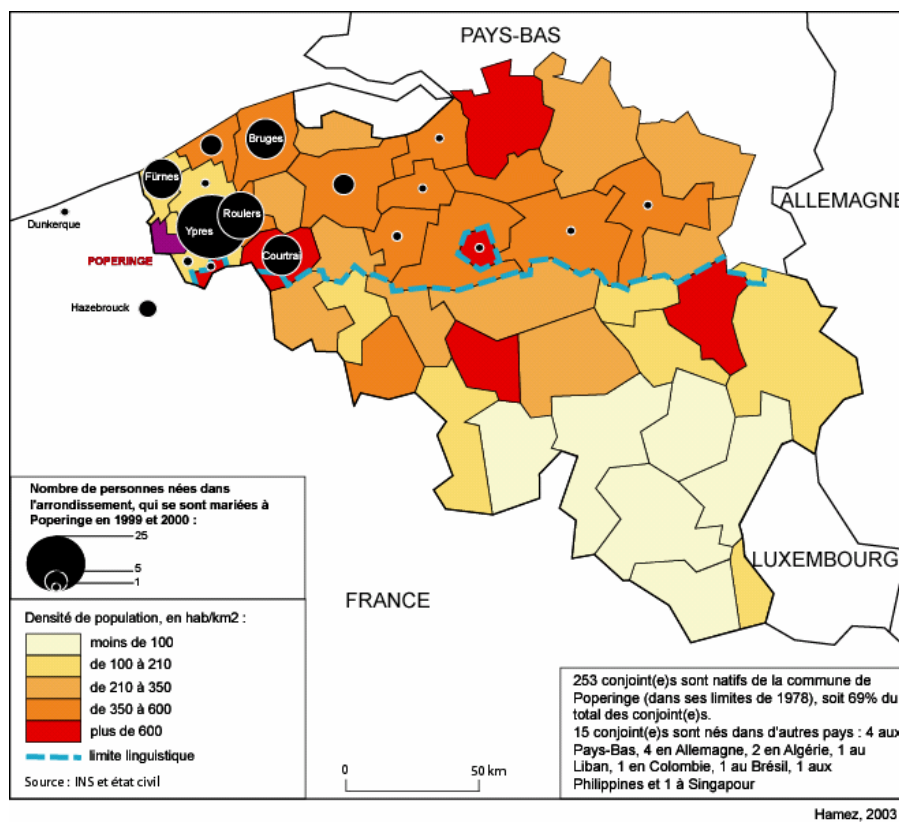 PAYS-BAS
Bruges
Fürnes
ALLEMAGNE
Roulers
Dunkerque
Ypres
Courtrai
POPERINGE
Hazebrouck
Nombre de personnes nées dans
l'arrondissement, qui se sont mariées à
Poperinge en 1999 et 2000 :
25
5
1
LUXEMBOURG
FRANCE
Densité de population, en hab/km2 :
moins de 100
de 100 à 210
de 210 à 350
de 350 à 600
plus de 600
limite linguistique
Source : INS et état civil
0
50 km
253 conjoint(e)s sont natifs de la commune de
Poperinge (dans ses limites de 1978), soit 69% du
total des conjoint(e)s.
15 conjoint(e)s sont nés dans d'autres pays : 4 aux
Pays-Bas, 4 en Allemagne, 2 en Algérie, 1 au
Liban, 1 en Colombie, 1 au Brésil, 1 aux
Philippines et 1 à Singapour
Hamez, 2003